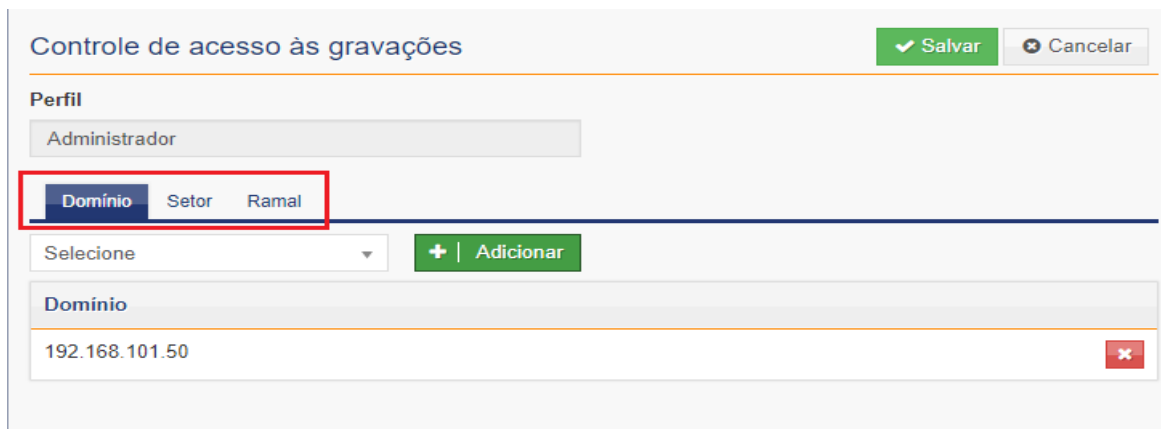 Controle de acesso às gravações
Salvar
Cancelar
Perfil
Administrador
Domínio Setor Ramal
Selecione
Adicionar
Domínio
192.168.101.50